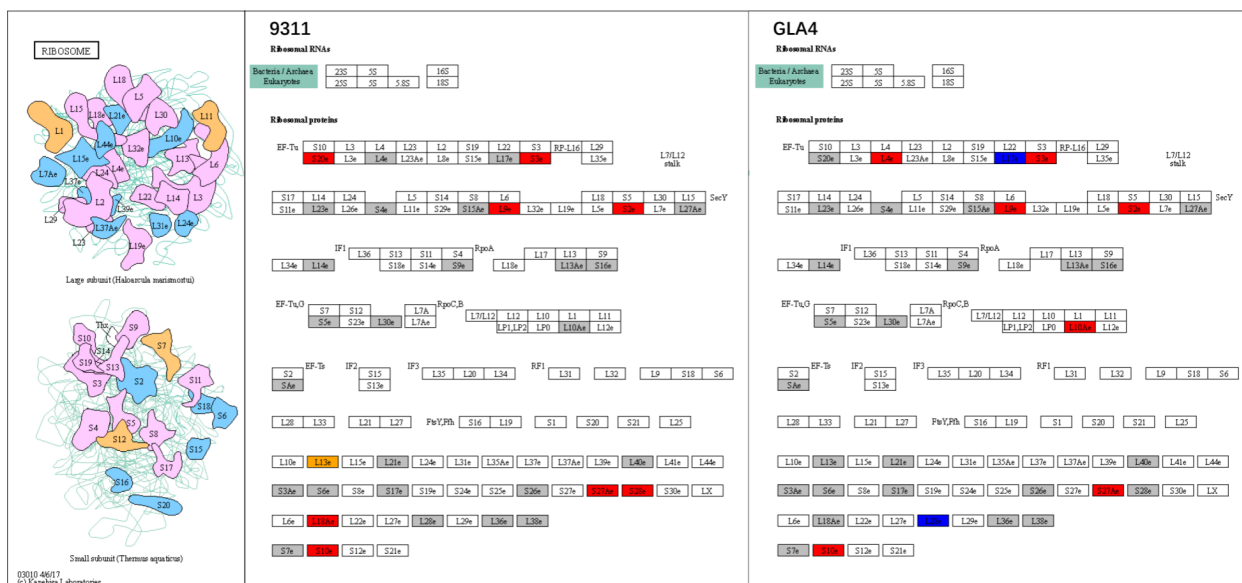 RIBOSOME
L18
L5
L15
L18e
L21e
L30
L11
L1
L44e
L10e
L32e
L15e
L13
L6
L7Ae
L4e
L24
L37e
L2
L22
L14
L3
L39e
L29
L37Ae
L31e
L24e
L23
L19e
Large subunit (Haloarcula marismortui)
Thx
S9
S10
S7
S14
S19
S13
S3
S2
S11
S18
S6
S4
S5
S12
S8
S15
S17
S16
S20
Small subunit (Thermus aquaticus)
03010 4/6/17
(c) Kanehisa Laboratories
9311
Ribosomal RNAs
Bacteria / Archaea 23S 5S 16S
Eukaryotes 25S 5S 5.8S 18S
Ribosomal proteins
EF-Tu S10 L3 L4 L23 L2 S19 L22 S3 RP-L16 L29
S20e L3e L4e L23Ae L8e S15e L17e S3e L35e
L7/L12
stalk
S17 L14 L24 L5 S14 S8 L6 L18 S5 L30 L15 SecY
S11e L23e L26e S4e L11e S29e S15Ae L9e L32e L19e L5e S2e L7e L27Ae
IF1 L36 S13 S11 S4 RpoA L17 L13 S9
L34e L14e S18e S14e S9e L18e L13Ae S16e
EF-Tu,G S7 S12 L7A RpoC,B L7/L12 L12 L10 L1 L11
S5e S23e L30e L7Ae LP1,LP2 LP0 L10Ae L12e
S2 EF-Ts IF2 S15 IF3 L35 L20 L34 RF1 L31 L32 L9 S18 S6
SAe S13e
L28 L33 L21 L27 FtsY,Ffh S16 L19 S1 S20 S21 L25
L10e L13e L15e L21e L24e L31e L35Ae L37e L37Ae L39e L40e L41e L44e
S3Ae S6e S8e S17e S19e S24e S25e S26e S27e S27Ae S28e S30e LX
L6e L18Ae L22e L27e L28e L29e L36e L38e
S7e S10e S12e S21e
GLA4
Ribosomal RNAs
Bacteria / Archaea 23S 5S 16S
Eukaryotes 25S 5S 5.8S 18S
Ribosomal proteins
EF-Tu S10 L3 L4 L23 L2 S19 L22 S3 RP-L16 L29
S20e L3e L4e L23Ae L8e S15e L17e S3e L35e
L7/L12
stalk
S17 L14 L24 L5 S14 S8 L6 L18 S5 L30 L15 SecY
S11e L23e L26e S4e L11e S29e S15Ae L9e L32e L19e L5e S2e L7e L27Ae
IF1 L36 S13 S11 S4 RpoA L17 L13 S9
L34e L14e S18e S14e S9e L18e L13Ae S16e
EF-Tu,G S7 S12 L7A RpoC,B L7/L12 L12 L10 L1 L11
S5e S23e L30e L7Ae LP1,LP2 LP0 L10Ae L12e
S2 EF-Ts IF2 S15 IF3 L35 L20 L34 RF1 L31 L32 L9 S18 S6
SAe S13e
L28 L33 L21 L27 FtsY,Ffh S16 L19 S1 S20 S21 L25
L10e L13e L15e L21e L24e L31e L35Ae L37e L37Ae L39e L40e L41e L44e
S3Ae S6e S8e S17e S19e S24e S25e S26e S27e S27Ae S28e S30e LX
L6e L18Ae L22e L27e L28e L29e L36e L38e
S7e S10e S12e S21e